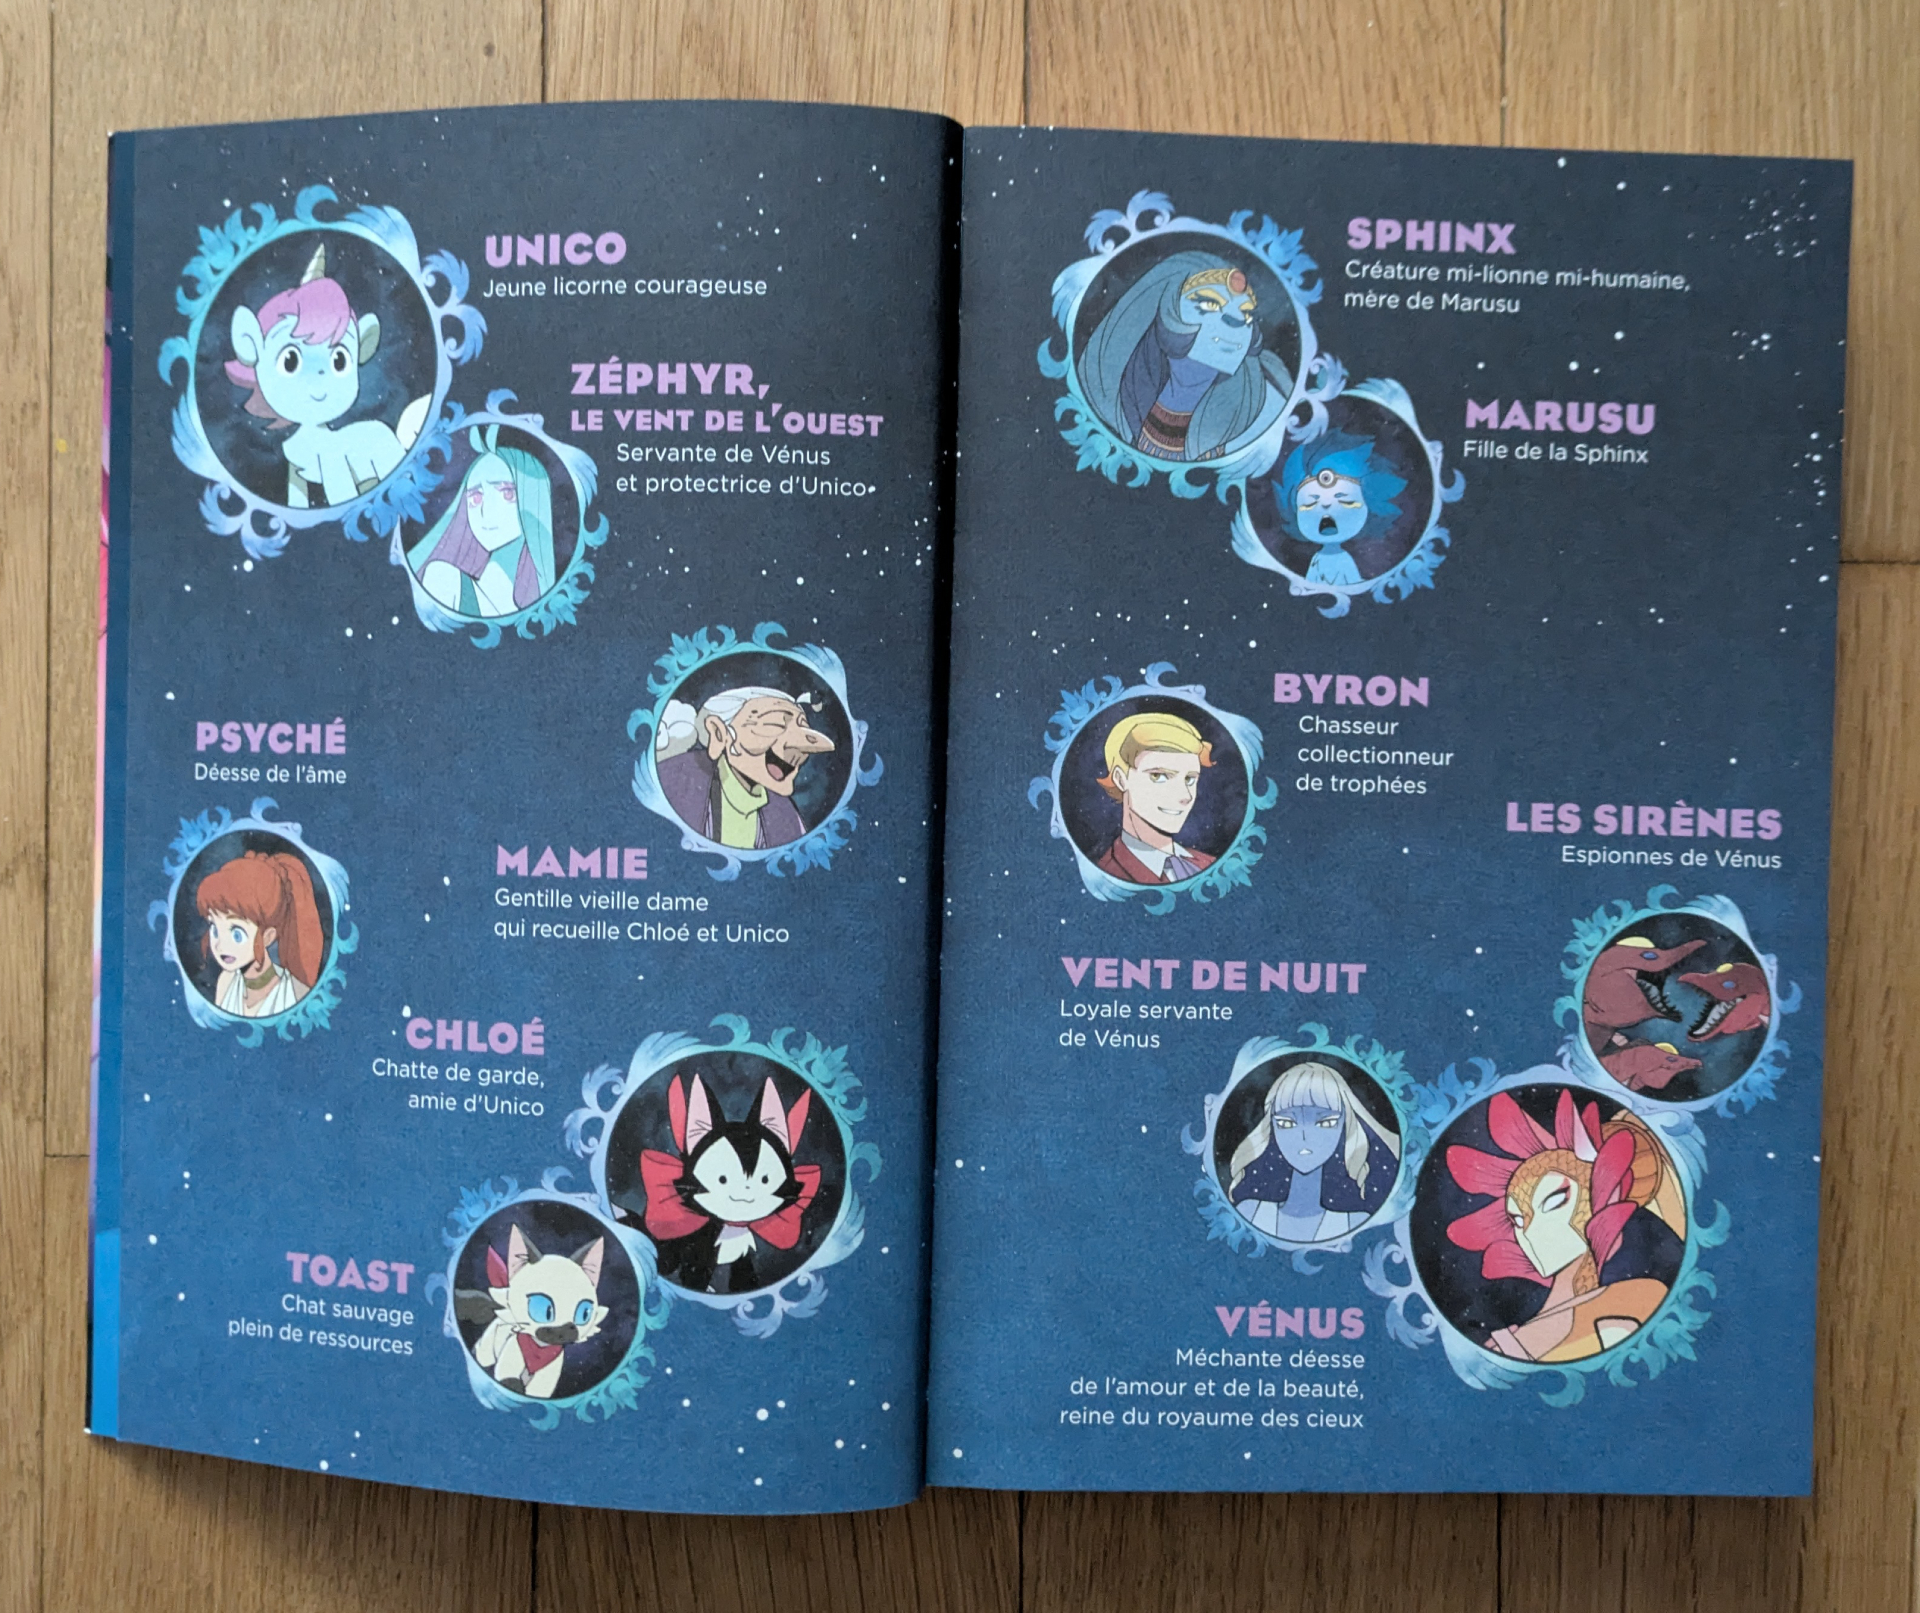 UNICO
Jeune licorne courageuse
ZÉPHYR,
LE VENT DE L'OUEST
Servante de Vénus
et protectrice d'Unico
PSYCHÉ
Déesse de l'âme
MAMIE
Gentille vieille dame
qui recueille Chloé et Unico
CHLOÉ
Chatte de garde,
amie d'Unico
TOAST
Chat sauvage
plein de ressources
SPHINX
Créature mi-lionne mi-humaine,
mère de Marusu
MARUSU
Fille de la Sphinx
BYRON
Chasseur
collectionneur
de trophées
LES SIRÈNES
Espionnes de Vénus
VENT DE NUIT
Loyale servante
de Vénus
VÉNUS
Méchante déesse
de l'amour et de la beauté,
reine du royaume des cieux